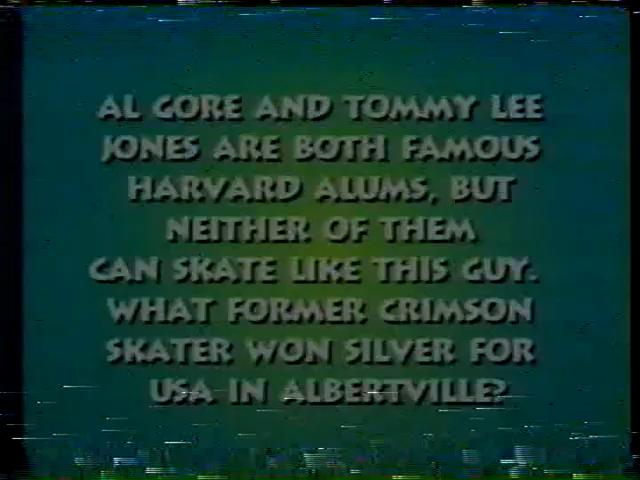 AL GORE AND TOMMY LEE
JONES ARE BOTH FAMOUS
HARVARD ALUMS, BUT
NEITHER OF THEM
CAN SKATE LIKE THIS GUY.
WHAT FORMER CRIMSON
SKATER WON SILVER FOR
USA IN ALBERTVILLE?